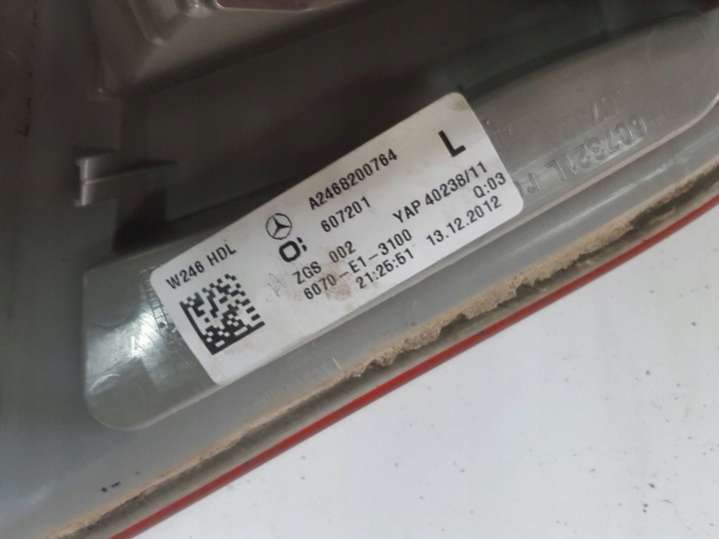 W246 HDL
A2468200764
L
607201
ZGS 002
YAP 40238/11
6070-E1-3100
Q:03
21:25:51
13.12.2012